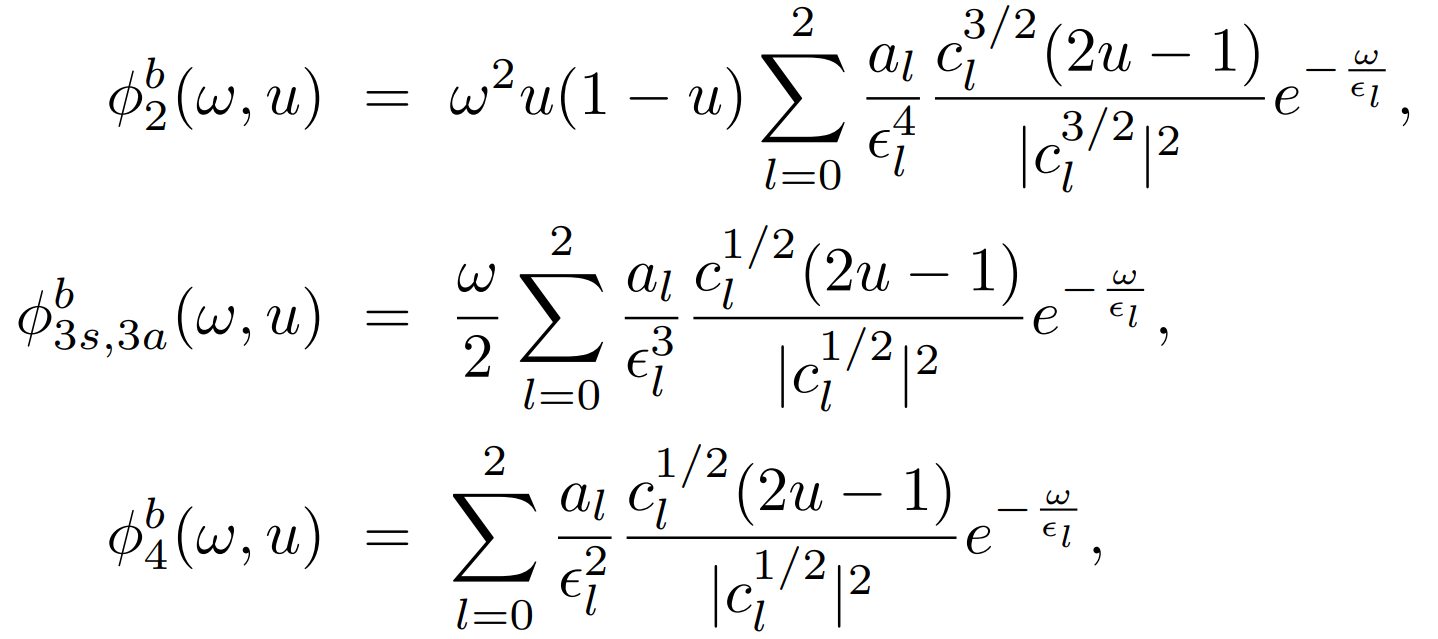 \phi_2^b(\omega, u) = \omega^2 u(1 - u) \sum_{l=0}^{2} \frac{a_l}{\epsilon_l^4} \frac{c_l^{3/2}(2u - 1)}{|c_l^{3/2}|^2} e^{-\frac{\omega}{\epsilon_l}},
\phi_{3s,3a}^b(\omega, u) = \frac{\omega}{2} \sum_{l=0}^{2} \frac{a_l}{\epsilon_l^3} \frac{c_l^{1/2}(2u - 1)}{|c_l^{1/2}|^2} e^{-\frac{\omega}{\epsilon_l}},
\phi_4^b(\omega, u) = \sum_{l=0}^{2} \frac{a_l}{\epsilon_l^2} \frac{c_l^{1/2}(2u - 1)}{|c_l^{1/2}|^2} e^{-\frac{\omega}{\epsilon_l}},